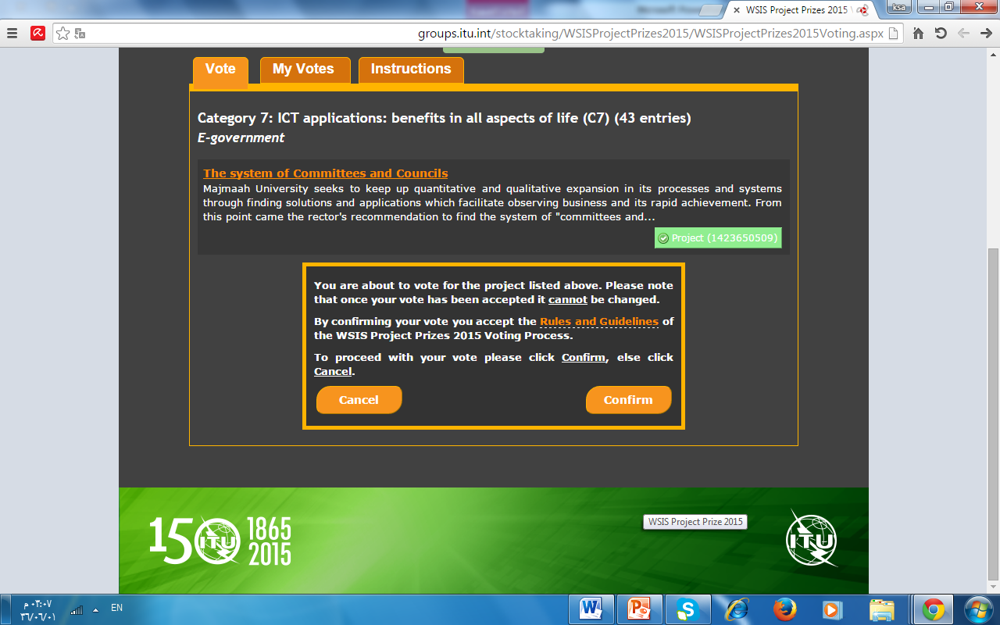 WSIS Project Prizes 2015
ksa
groups.itu.int/stocktaking/WSISProjectPrizes2015/WSISProjectPrizes2015Voting.aspx
Vote My Votes Instructions
Category 7: ICT applications: benefits in all aspects of life (C7) (43 entries)
E-government
The system of Committees and Councils
Majmaah University seeks to keep up quantitative and qualitative expansion in its processes and systems
through finding solutions and applications which facilitate observing business and its rapid achievement. From
this point came the rector's recommendation to find the system of "committees and...
Project (1423650509)
You are about to vote for the project listed above. Please note
that once your vote has been accepted it cannot be changed.
By confirming your vote you accept the Rules and Guidelines of
the WSIS Project Prizes 2015 Voting Process.
To proceed with your vote please click Confirm, else click
Cancel.
Cancel Confirm
150 ITU 1865
2015
WSIS Project Prize 2015
ITU
٠٣:٠٧ م
٣٦/٠٦/٠١
EN